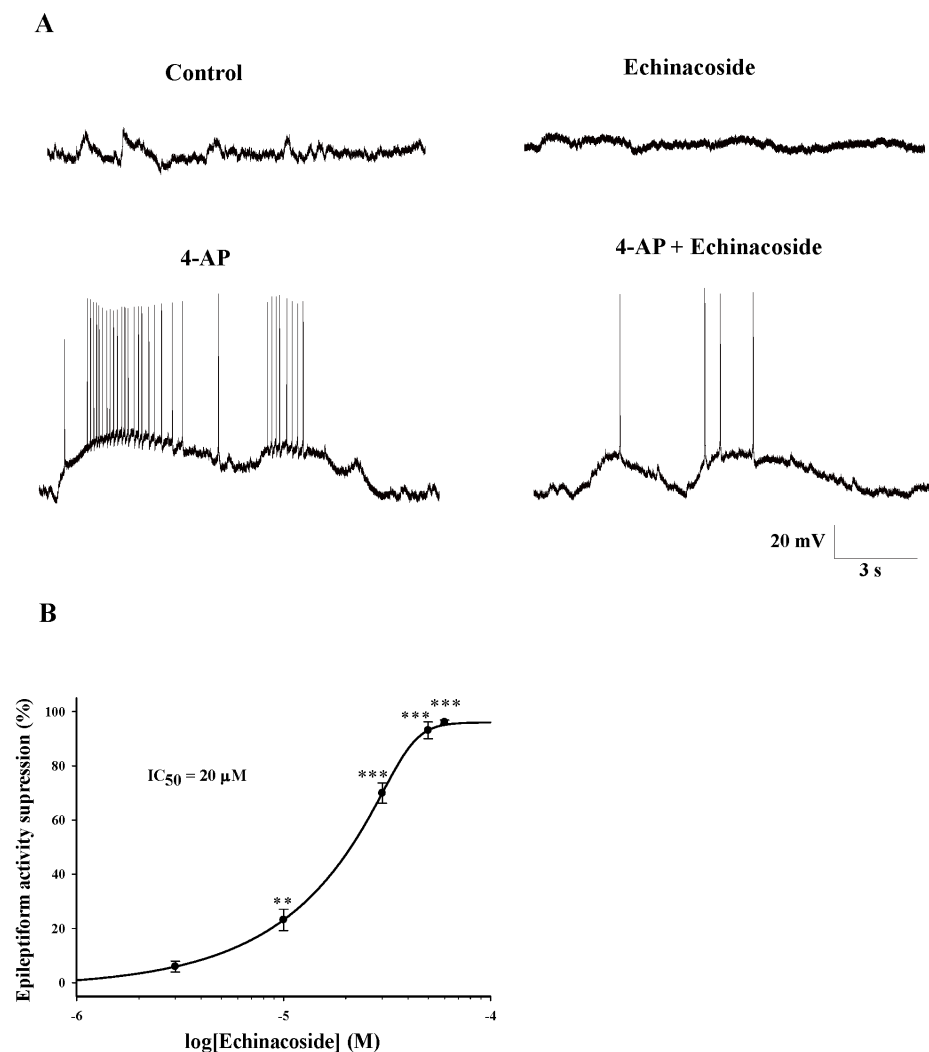 A
Control
Echinacoside
4-AP
4-AP + Echinacoside
20 mV
3 s
B
Epileptiform activity supression (%)
100
80
60
40
20
0
IC50 = 20 µM
**
***
***
***
-6
-5
-4
log[Echinacoside] (M)